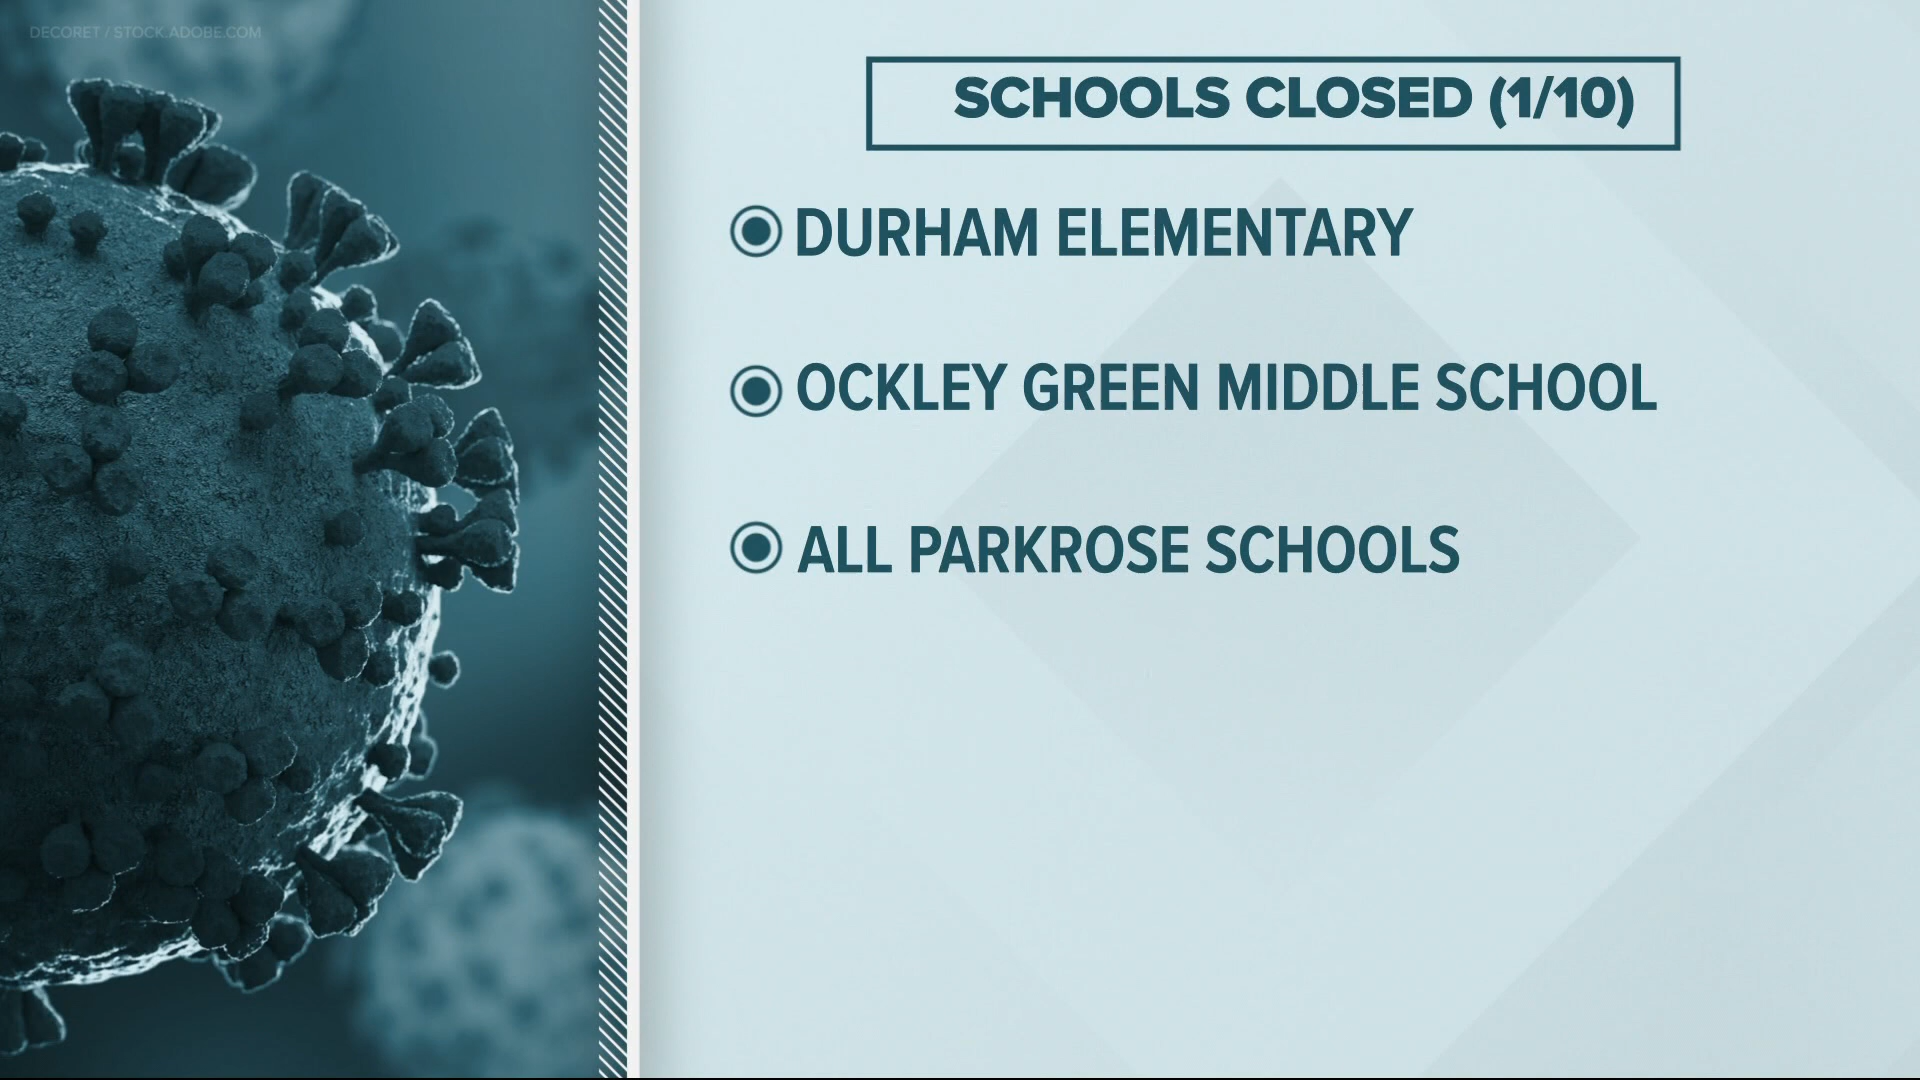 DECORET / STOCK.ADOBE.COM
SCHOOLS CLOSED (1/10)
DURHAM ELEMENTARY
OCKLEY GREEN MIDDLE SCHOOL
ALL PARKROSE SCHOOLS